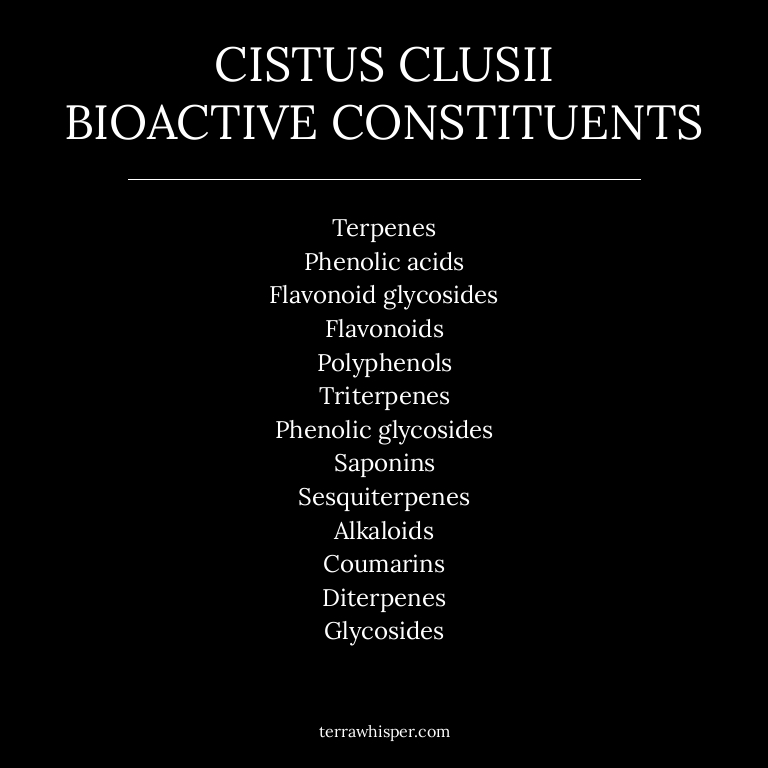 CISTUS CLUSII
BIOACTIVE CONSTITUENTS
Terpenes
Phenolic acids
Flavonoid glycosides
Flavonoids
Polyphenols
Triterpenes
Phenolic glycosides
Saponins
Sesquiterpenes
Alkaloids
Coumarins
Diterpenes
Glycosides
terrawhisper.com